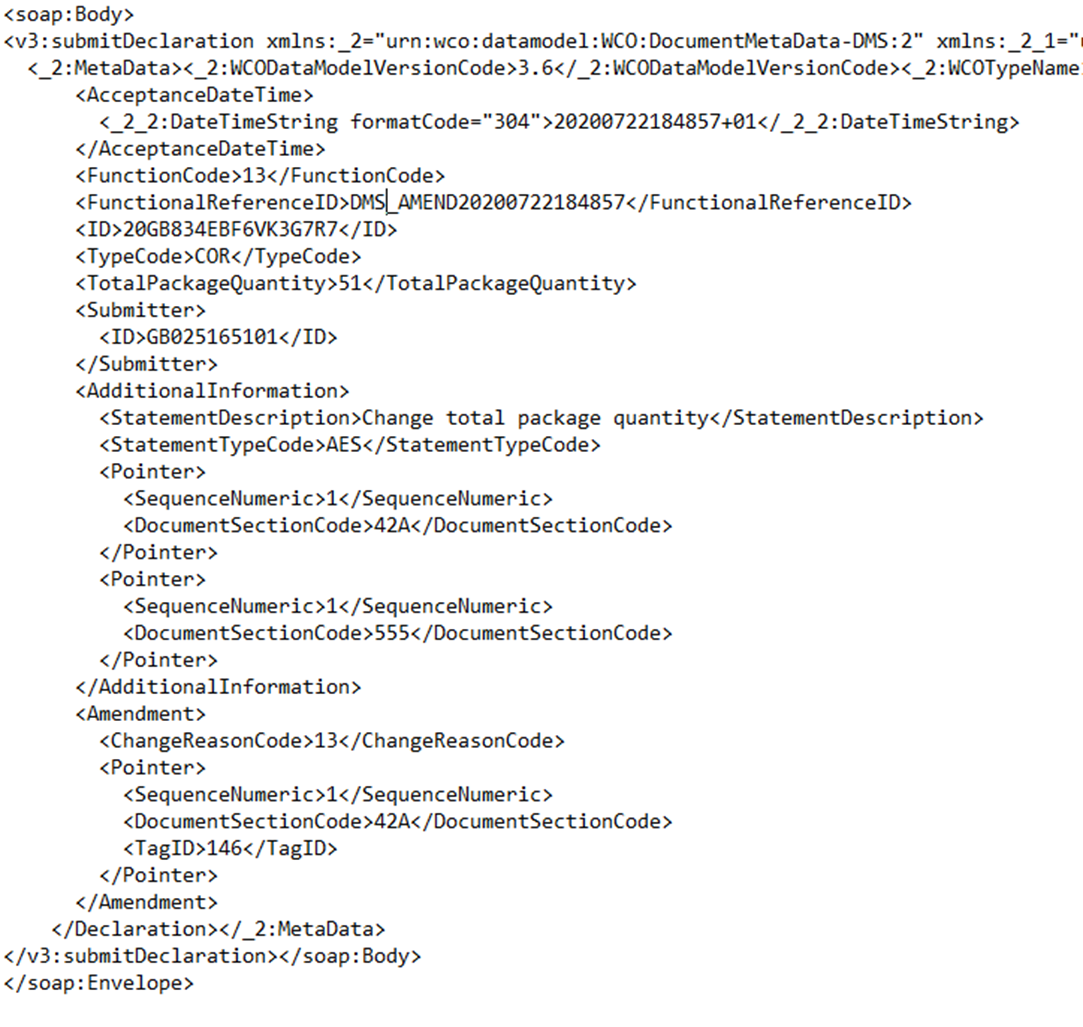 <soap:Body>
<v3:submitDeclaration xmlns:_2="urn:wco:datamodel:WCO:DocumentMetaData-DMS:2" xmlns:_2_1="
<_2:MetaData><_2:WCODataModelVersionCode>3.6</_2:WCODataModelVersionCode><_2:WCOTypeName
<AcceptanceDateTime>
<_2_2:DateTimeString formatCode="304">20200722184857+01</_2_2:DateTimeString>
</AcceptanceDateTime>
<FunctionCode>13</FunctionCode>
<FunctionalReferenceID>DMS_AMEND20200722184857</FunctionalReferenceID>
<ID>20GB834EBF6VK3G7R7</ID>
<TypeCode>COR</TypeCode>
<TotalPackageQuantity>51</TotalPackageQuantity>
<Submitter>
<ID>GB025165101</ID>
</Submitter>
<AdditionalInformation>
<StatementDescription>Change total package quantity</StatementDescription>
<StatementTypeCode>AES</StatementTypeCode>
<Pointer>
<SequenceNumeric>1</SequenceNumeric>
<DocumentSectionCode>42A</DocumentSectionCode>
</Pointer>
<Pointer>
<SequenceNumeric>1</SequenceNumeric>
<DocumentSectionCode>555</DocumentSectionCode>
</Pointer>
</AdditionalInformation>
<Amendment>
<ChangeReasonCode>13</ChangeReasonCode>
<Pointer>
<SequenceNumeric>1</SequenceNumeric>
<DocumentSectionCode>42A</DocumentSectionCode>
<TagID>146</TagID>
</Pointer>
</Amendment>
</Declaration></_2:MetaData>
</v3:submitDeclaration></soap:Body>
</soap:Envelope>